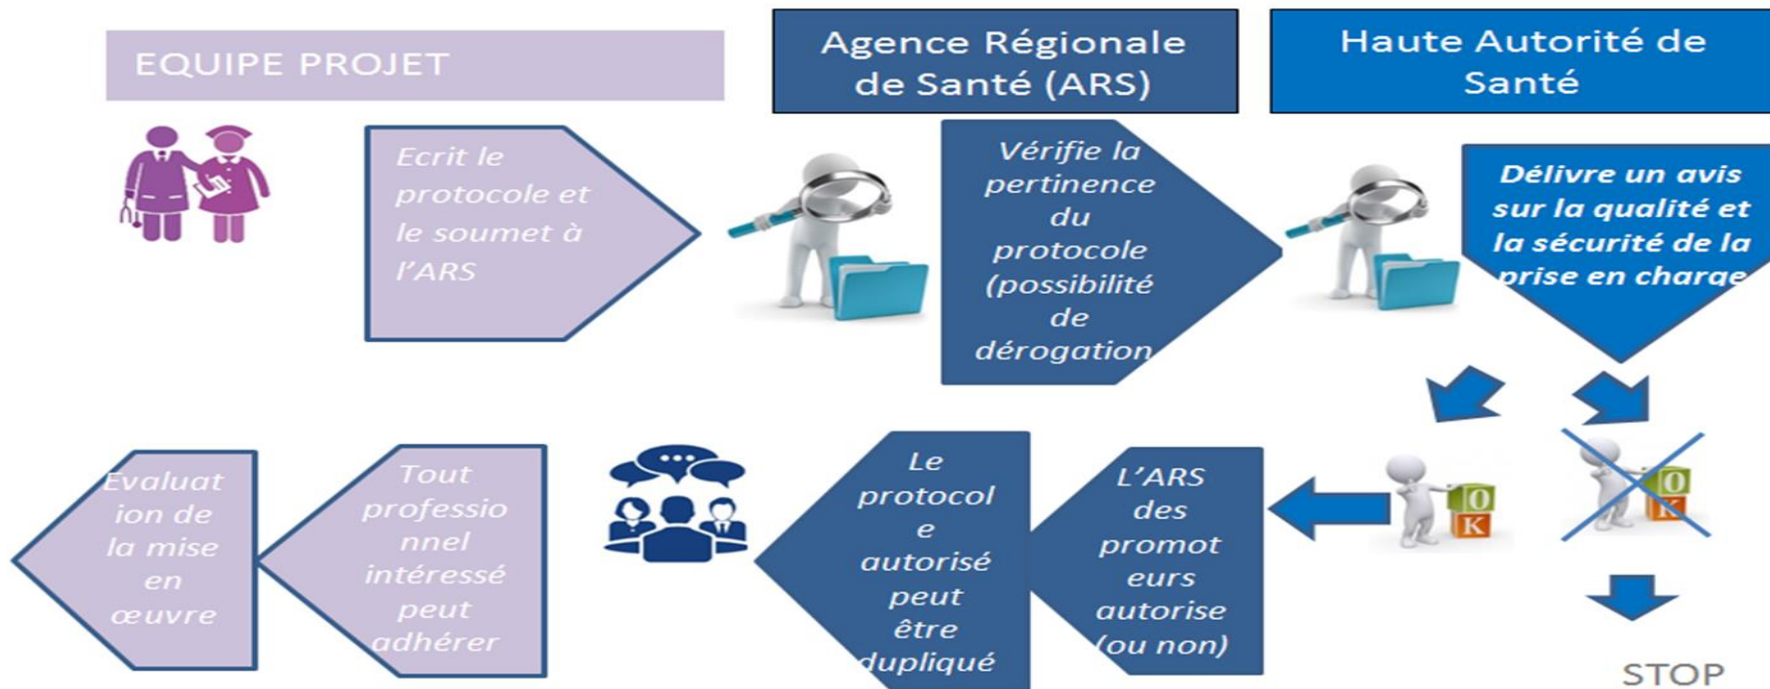 EQUIPE PROJET
Agence Régionale
de Santé (ARS)
Haute Autorité de
Santé
Ecrit le
protocole et
le soumet à
l'ARS
Vérifie la
pertinence
du
protocole
(possibilité
de
dérogation
Délivre un avis
sur la qualité et
la sécurité de la
prise en charge
O
K
O
K
STOP
L'ARS
des
promot
eurs
autorise
(ou non)
Le
protocol
e
autorisé
peut
être
dupliqué
Tout
professio
nnel
intéressé
peut
adhérer
Evaluat
ion de
la mise
en
œuvre